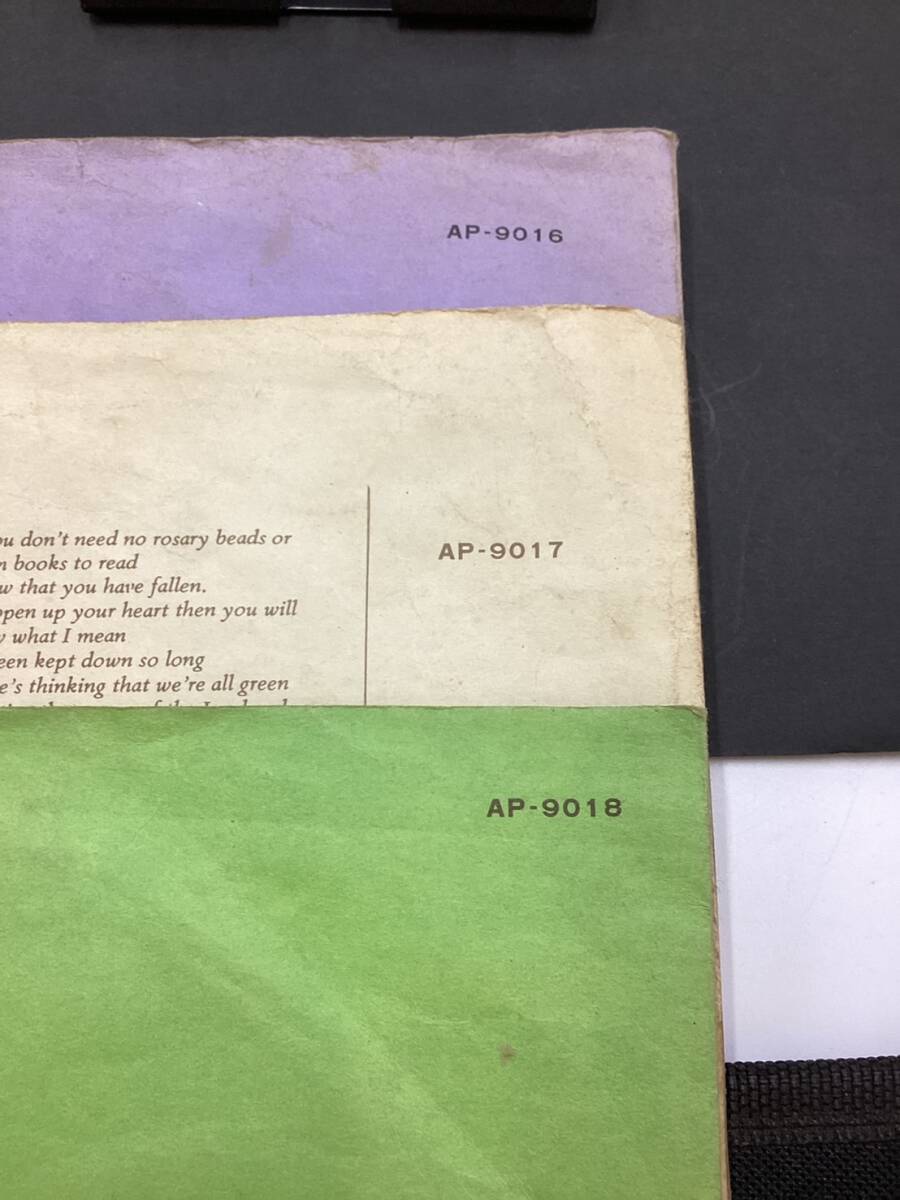 AP-9016
don't need no rosary beads or
books to read
that you have fallen.
open up your heart then you will
what I mean
been kept down so long
thinking that we're all green
AP-9017
AP-9018